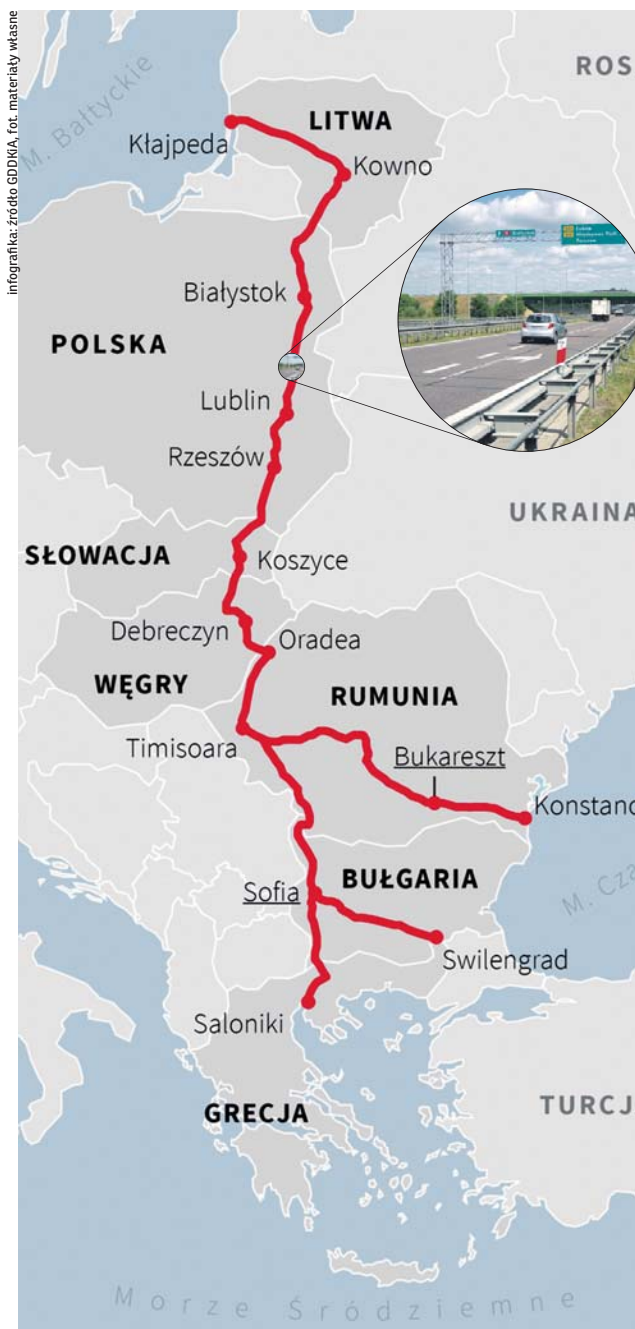 infografika: źródło GDDKiA, fot. materiały własne
ROS
M. Bałtyckie
LITWA
Kłajpeda
Kowno
Białystok
POLSKA
Lublin
Rzeszów
UKRAINA
SŁOWACJA
Koszyce
Debreczyn
Oradea
WĘGRY
RUMUNIA
Timisoara
Bukareszt
Konstanc
M. Cza
BUŁGARIA
Sofia
Swilengrad
Saloniki
TURCJ
GRECJA
Morze Śródziemne